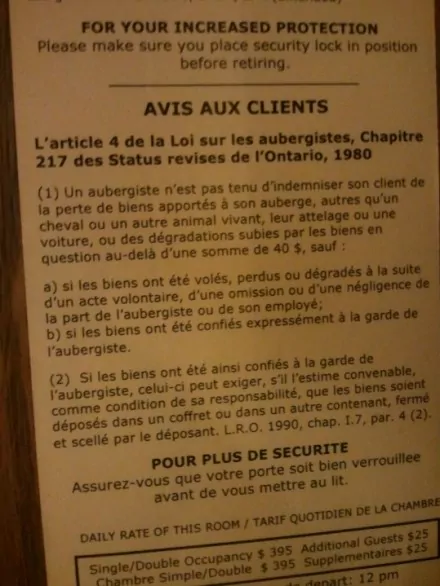 FOR YOUR INCREASED PROTECTION
Please make sure you place security lock in position
before retiring.
AVIS AUX CLIENTS
L'article 4 de la Loi sur les aubergistes, Chapitre
217 des Status revises de l'Ontario, 1980
(1) Un aubergiste n'est pas tenu d'indemniser son client de
la perte de biens apportés à son auberge, autres qu'un
cheval ou un autre animal vivant, leur attelage ou une
voiture, ou des dégradations subies par les biens en
question au-delà d'une somme de 40 $, sauf :
a) si les biens ont été volés, perdus ou dégradés à la suite
d'un acte volontaire, d'une omission ou d'une négligence de
la part de l'aubergiste ou de son employé;
b) si les biens ont été confiés expressément à la garde de
l'aubergiste.
(2) Si les biens ont été ainsi confiés à la garde de
l'aubergiste, celui-ci peut exiger, s'il l'estime convenable,
comme condition de sa responsabilité, que les biens soient
déposés dans un coffret ou dans un autre contenant, fermé
et scellé par le déposant. L.R.O. 1990, chap. I.7, par. 4 (2).
POUR PLUS DE SECURITE
Assurez-vous que votre porte soit bien verrouillee
avant de vous mettre au lit.
DAILY RATE OF THIS ROOM / TARIF QUOTIDIEN DE LA CHAMBRE
Single/Double Occupancy $ 395 Additional Guests $25
Chambre Simple/Double $ 395 Supplementaires $25
depart: 12 pm